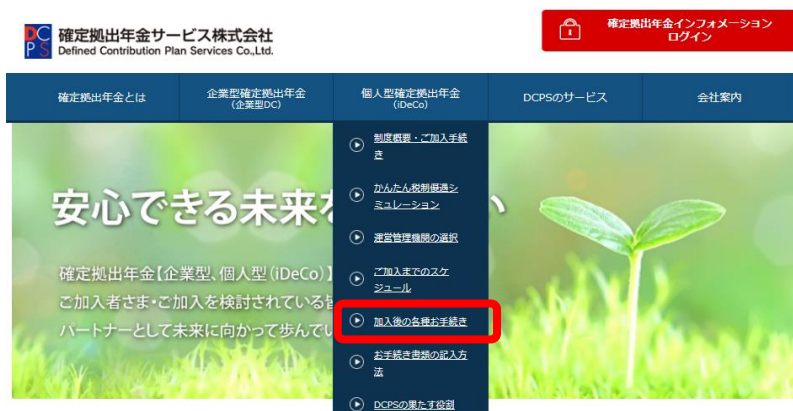 DC
PS
確定拠出年金サービス株式会社
Defined Contribution Plan Services Co.,Ltd.
確定拠出年金インフォメーション
ログイン
確定拠出年金とは
企業型確定拠出年金
(企業型DC)
個人型確定拠出年金
(iDeCo)
DCPSのサービス
会社案内
制度概要・ご加入手続
き
かんたん税制優遇シ
ミュレーション
運営管理機関の選択
ご加入までのスケ
ジュール
加入後の各種お手続き
お手続き書類の記入方
法
DCPSの果たす役割
安心できる未来
い
確定拠出年金【企業型、個人型(iDeCo)】
ご加入者さま・ご加入を検討されている
パートナーとして未来に向かって歩んで